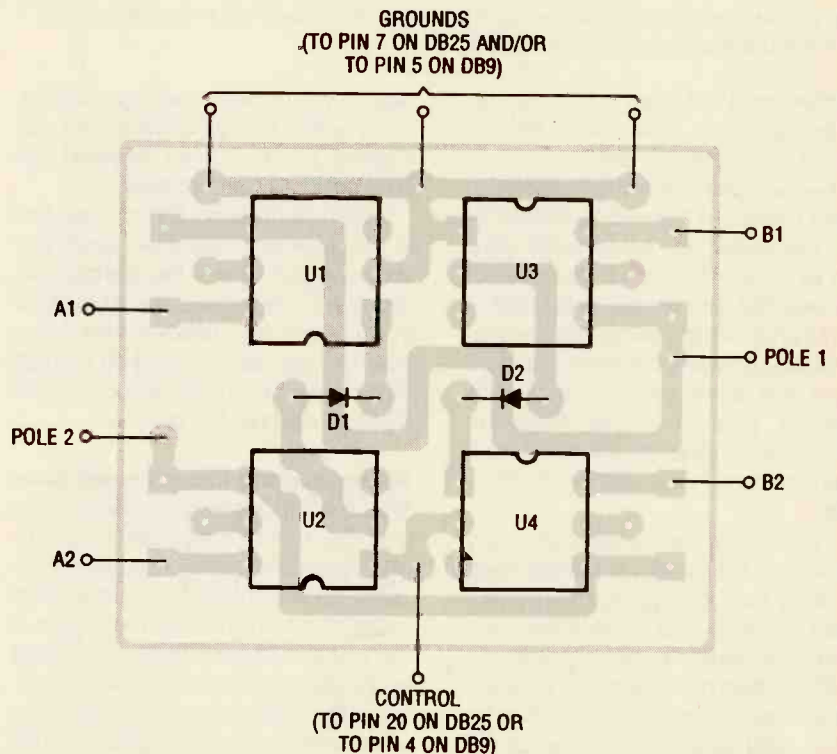 GROUNDS
(TO PIN 7 ON DB25 AND/OR
TO PIN 5 ON DB9)
U1
U3
B1
A1
POLE 1
D2
D1
POLE 2
B2
U2
U4
A2
CONTROL
(TO PIN 20 ON DB25 OR
TO PIN 4 ON DB9)